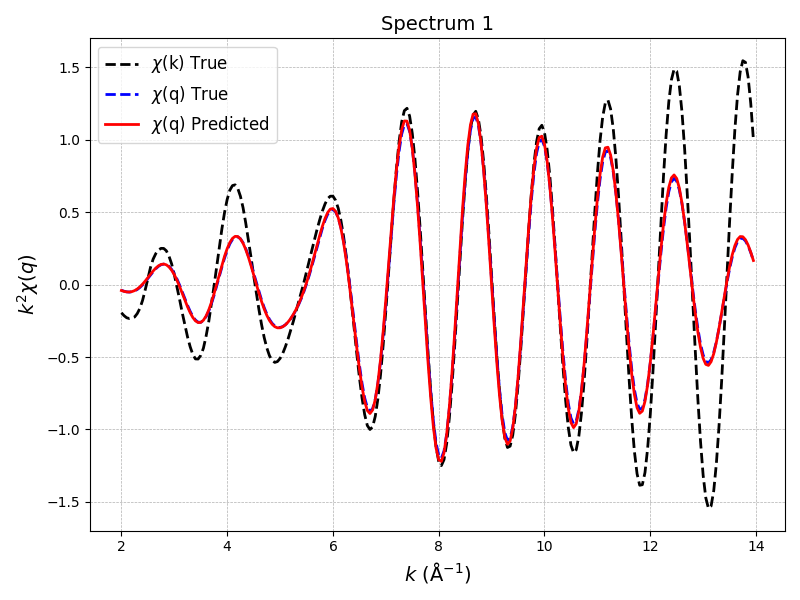 Spectrum 1
χ(k) True
χ(q) True
χ(q) Predicted
k²χ(q)
1.5
1.0
0.5
0.0
−0.5
−1.0
−1.5
2
4
6
8
10
12
14
k (Å⁻¹)